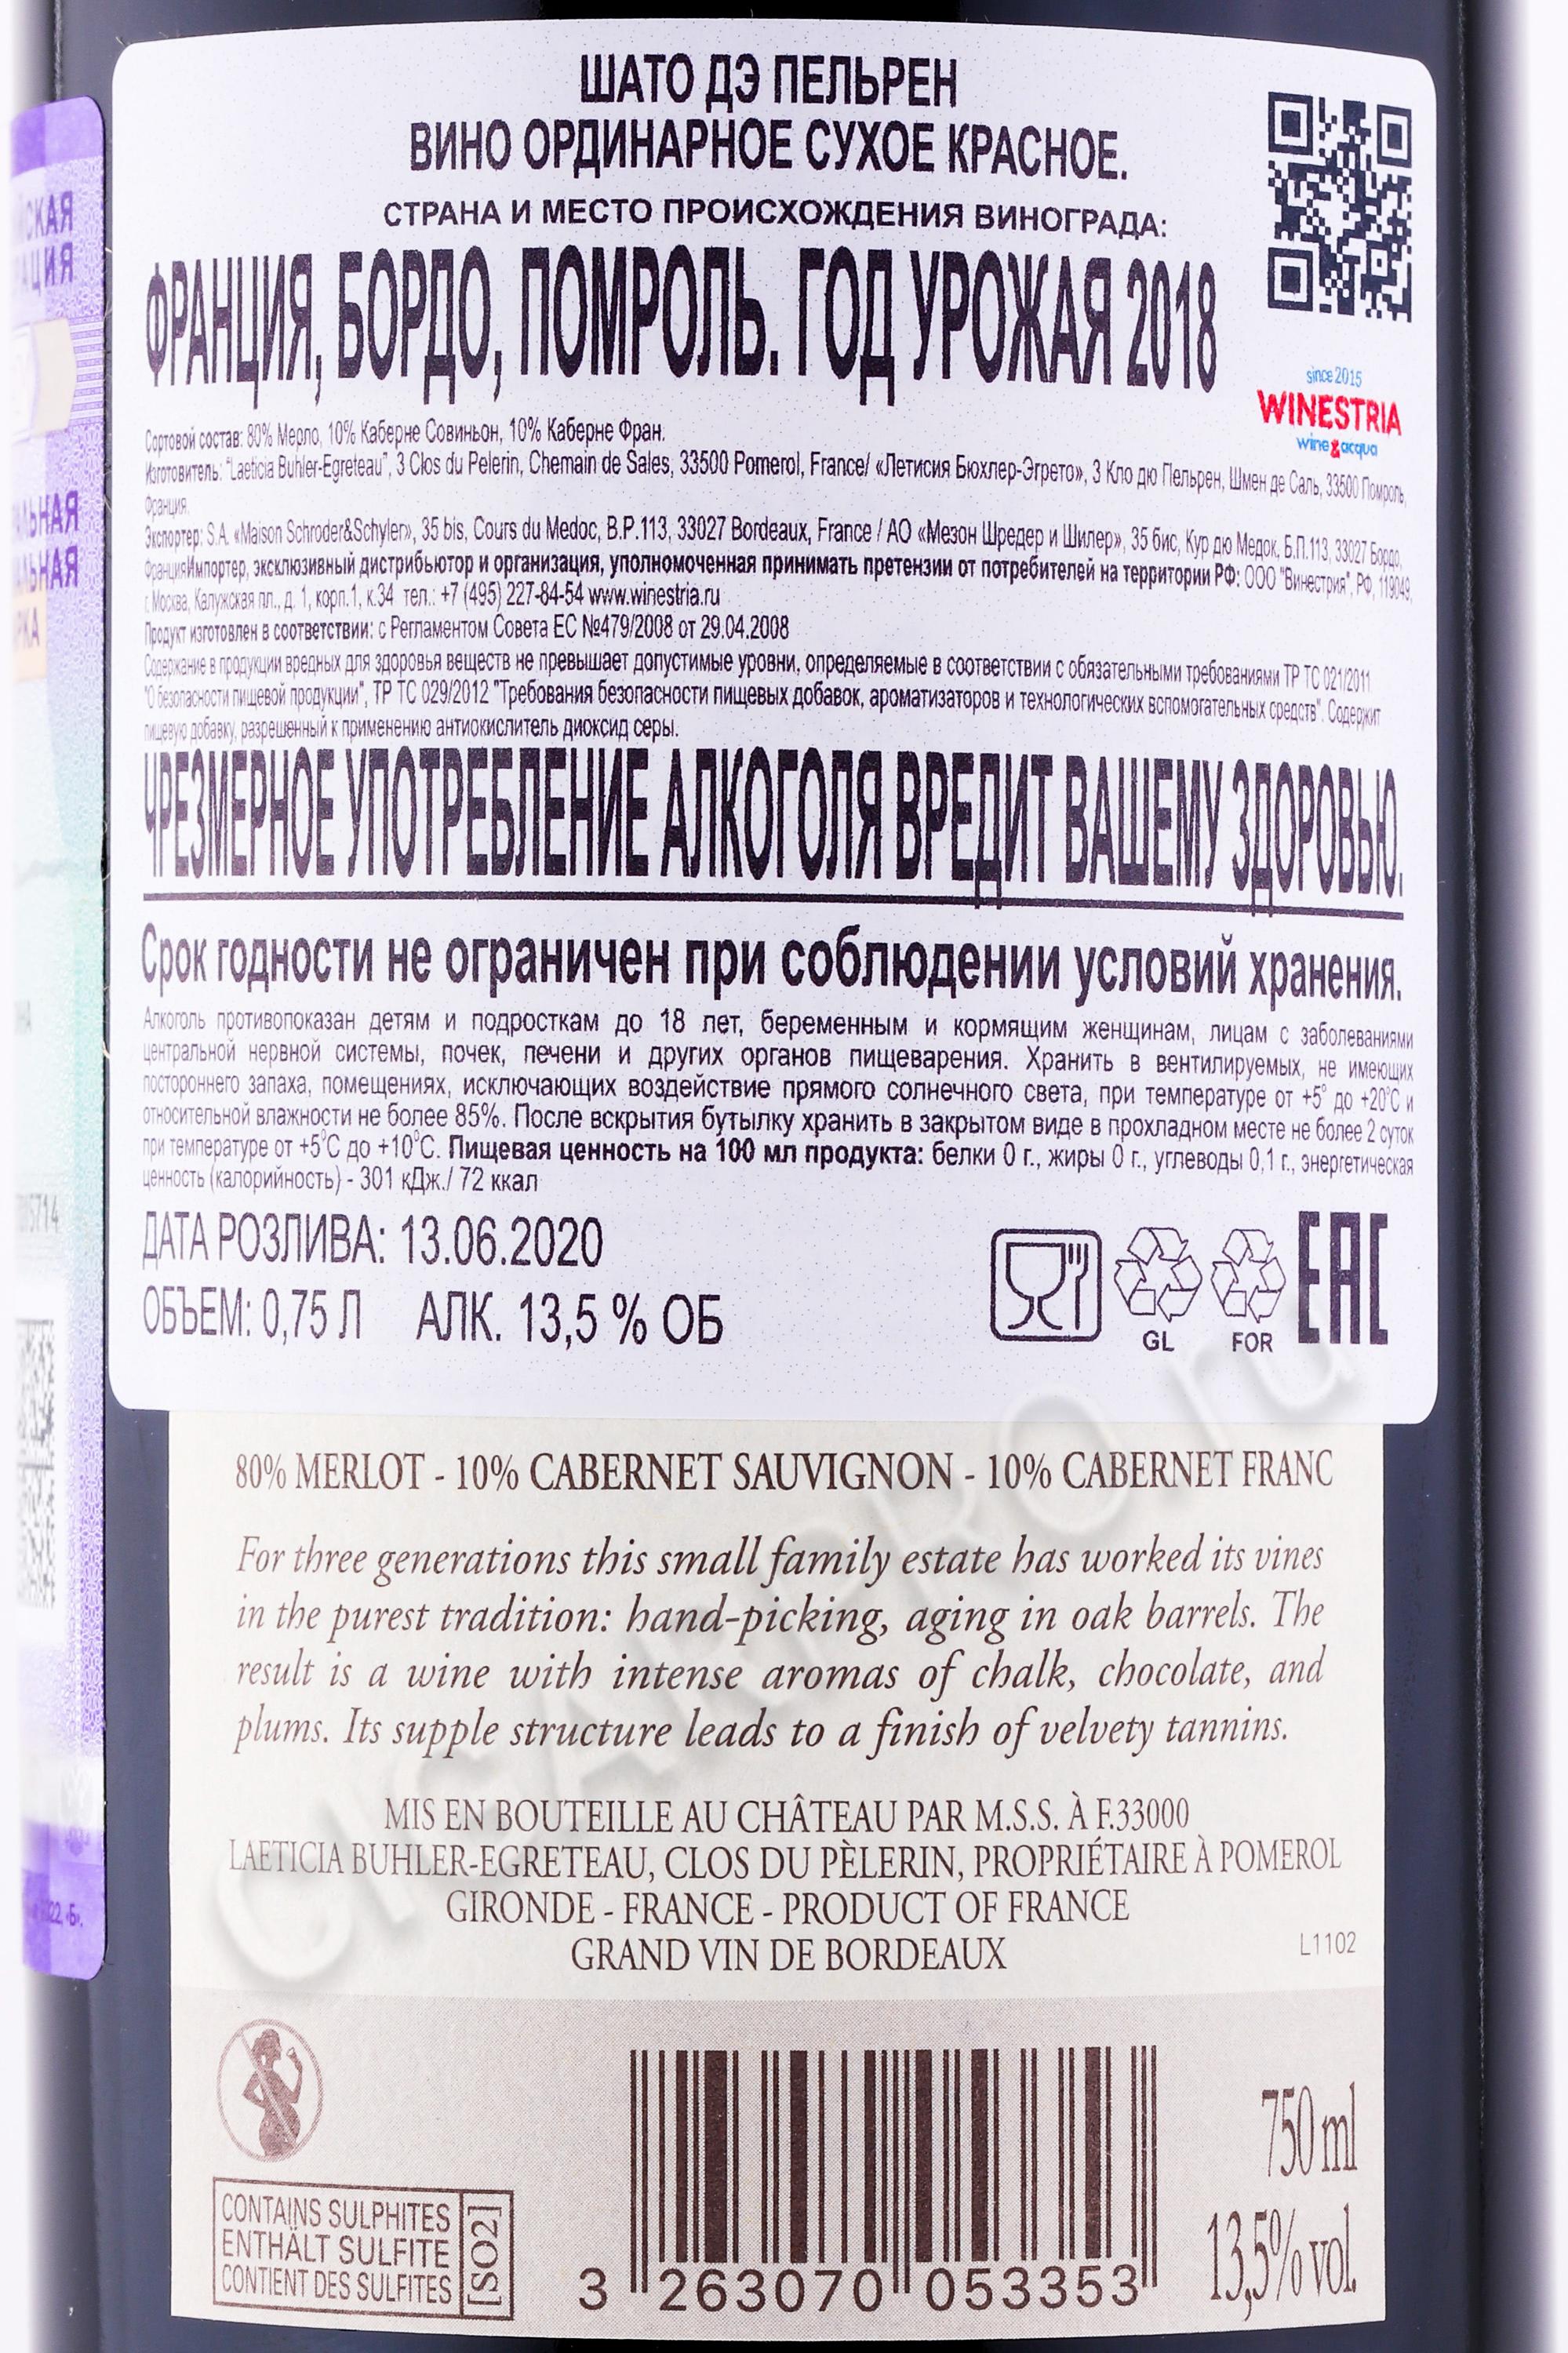 ШАТО ДЭ ПЕЛЬРЕН
ВИНО ОРДИНАРНОЕ СУХОЕ КРАСНОЕ.
СТРАНА И МЕСТО ПРОИСХОЖДЕНИЯ ВИНОГРАДА:
ФРАНЦИЯ, БОРДО, ПОМРОЛЬ. ГОД УРОЖАЯ 2018
since 2015
WINESTRIA
wine&acqua
Сортовой состав: 80% Мерло, 10% Каберне Совиньон, 10% Каберне Фран.
Изготовитель: "Laeticia Buhler-Egreteau", 3 Clos du Pelerin, Chemain de Sales, 33500 Pomerol, France/ «Летисия Бюхлер-Эгрето», 3 Кло дю Пельрен, Шмен де Саль, 33500 Помроль,
Франция.
Экспортер: S.A. «Maison Schroder&Schyler», 35 bis, Cours du Medoc, B.P.113, 33027 Bordeaux, France / АО «Мезон Шредер и Шилер», 35 бис, Кур дю Медок, Б.П.113, 33027 Бордо,
ФранцияИмпортер, эксклюзивный дистрибьютор и организация, уполномоченная принимать претензии от потребителей на территории РФ: ООО "Винестрия", РФ, 119049,
г. Москва, Калужская пл., д. 1, корп.1, к.34 тел.: +7 (495) 227-84-54 www.winestria.ru
Продукт изготовлен в соответствии: с Регламентом Совета ЕС №479/2008 от 29.04.2008
Содержание в продукции вредных для здоровья веществ не превышает допустимые уровни, определяемые в соответствии с обязательными требованиями ТР ТС 021/2011
"О безопасности пищевой продукции", ТР ТС 029/2012 "Требования безопасности пищевых добавок, ароматизаторов и технологических вспомогательных средств". Содержит
пищевую добавку, разрешенный к применению антиокислитель диоксид серы.
ЧРЕЗМЕРНОЕ УПОТРЕБЛЕНИЕ АЛКОГОЛЯ ВРЕДИТ ВАШЕМУ ЗДОРОВЬЮ.
Срок годности не ограничен при соблюдении условий хранения.
Алкоголь противопоказан детям и подросткам до 18 лет, беременным и кормящим женщинам, лицам с заболеваниями
центральной нервной системы, почек, печени и других органов пищеварения. Хранить в вентилируемых, не имеющих
постороннего запаха, помещениях, исключающих воздействие прямого солнечного света, при температуре от +5° до +20°С и
относительной влажности не более 85%. После вскрытия бутылку хранить в закрытом виде в прохладном месте не более 2 суток
при температуре от +5°С до +10°С. Пищевая ценность на 100 мл продукта: белки 0 г., жиры 0 г., углеводы 0,1 г., энергетическая
ценность (калорийность) - 301 кДж./ 72 ккал
ДАТА РОЗЛИВА: 13.06.2020
ОБЪЕМ: 0,75 Л АЛК. 13,5 % ОБ
GL FOR EAC
80% MERLOT - 10% CABERNET SAUVIGNON - 10% CABERNET FRANC
For three generations this small family estate has worked its vines
in the purest tradition: hand-picking, aging in oak barrels. The
result is a wine with intense aromas of chalk, chocolate, and
plums. Its supple structure leads to a finish of velvety tannins.
MIS EN BOUTEILLE AU CHÂTEAU PAR M.S.S. À F.33000
LAETICIA BUHLER-EGRETEAU, CLOS DU PÈLERIN, PROPRIÉTAIRE À POMEROL
GIRONDE - FRANCE - PRODUCT OF FRANCE
GRAND VIN DE BORDEAUX
L1102
CONTAINS SULPHITES
ENTHÄLT SULFITE
CONTIENT DES SULFITES
[SO2]
3 263070 053353
750 ml
13,5% vol.